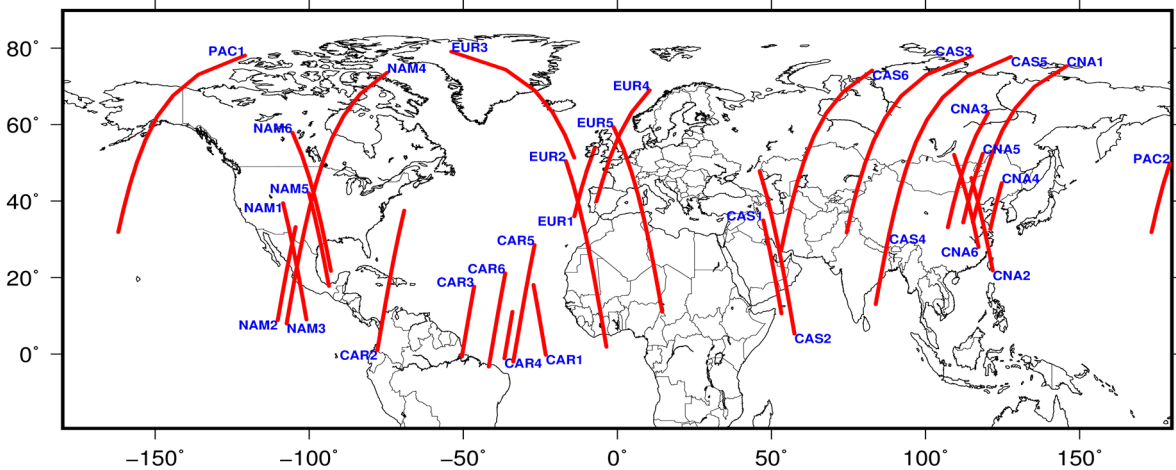 80°
60°
40°
20°
0°
PAC1
EUR3
CAS3
NAM4
CAS6
CAS5
CNA1
EUR4
NAM6
EUR5
CNA3
EUR2
CNA5
PAC2
NAM5
CNA4
NAM1
EUR1
CAS1
CAR5
CAS4
CNA6
CAR6
CAR3
CNA2
NAM2
NAM3
CAS2
CAR2
CAR4
CAR1
−150° −100° −50° 0° 50° 100° 150°